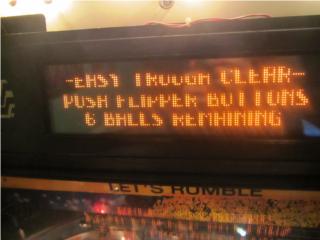 -EASY TROUGH CLEAR-
PUSH FLIPPER BUTTONS
6 BALLS REMAINING
LET'S RUMBLE